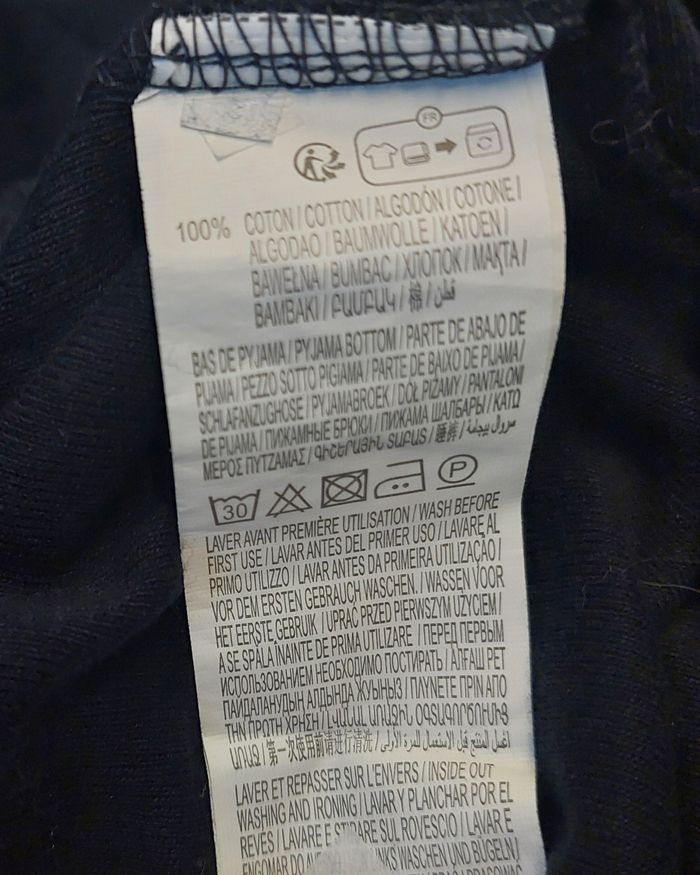 FR
100% COTON / COTTON / ALGODÓN / COTONE /
ALGODAO / BAUMWOLLE / KATOEN /
BAWEŁNA / BUMBAC / ХЛОПОК / МАҚТА /
BAMBAKI / ԲԱՄԲԱԿ / 棉 / قطن
BAS DE PYJAMA / PYJAMA BOTTOM / PARTE DE ABAJO DE
PIJAMA / PEZZO SOTTO PIGIAMA / PARTE DE BAIXO DE PIJAMA /
SCHLAFANZUGHOSE / PYJAMABROEK / DÓŁ PIŻAMY / PANTALONI
DE PIJAMA / ПИЖАМНЫЕ БРЮКИ / ПИЖАМА ШАЛБАРЫ / ΚΑΤΩ
ΜΕΡΟΣ ΠΥΤΖΑΜΑΣ / ԳԻՇԵՐԱՅԻՆ ՏԱԲԱՏ / 睡裤 / سروال بيجامة
30 P
LAVER AVANT PREMIÈRE UTILISATION / WASH BEFORE
FIRST USE / LAVAR ANTES DEL PRIMER USO / LAVARE AL
PRIMO UTILIZZO / LAVAR ANTES DA PRIMEIRA UTILIZAÇÃO /
VOR DEM ERSTEN GEBRAUCH WASCHEN. / WASSEN VOOR
HET EERSTE GEBRUIK / UPRAĆ PRZED PIERWSZYM UŻYCIEM /
A SE SPĂLA ÎNAINTE DE PRIMA UTILIZARE / ПЕРЕД ПЕРВЫМ
ИСПОЛЬЗОВАНИЕМ НЕОБХОДИМО ПОСТИРАТЬ / АЛҒАШ РЕТ
ПАЙДАЛАНУДЫҢ АЛДЫНДА ЖУЫҢЫЗ / ΠΛΥΝΕΤΕ ΠΡΙΝ ΑΠΟ
ΤΗΝ ΠΡΩΤΗ ΧΡΗΣΗ / ԼՎԱՆԱԼ ԱՌԱՋԻՆ ՕԳՏԱԳՈՐԾՈՒՄԻՑ
ԱՌԱՋ / 第一次使用前请进行清洗 / اغسل المنتج قبل الاستعمال للمرة الأولى /
LAVER ET REPASSER SUR L'ENVERS / INSIDE OUT
WASHING AND IRONING / LAVAR Y PLANCHAR POR EL
REVÉS / LAVARE E STIRARE SUL ROVESCIO / LAVAR E
ENGOMAR DO WASCHEN UND BÜGELN /